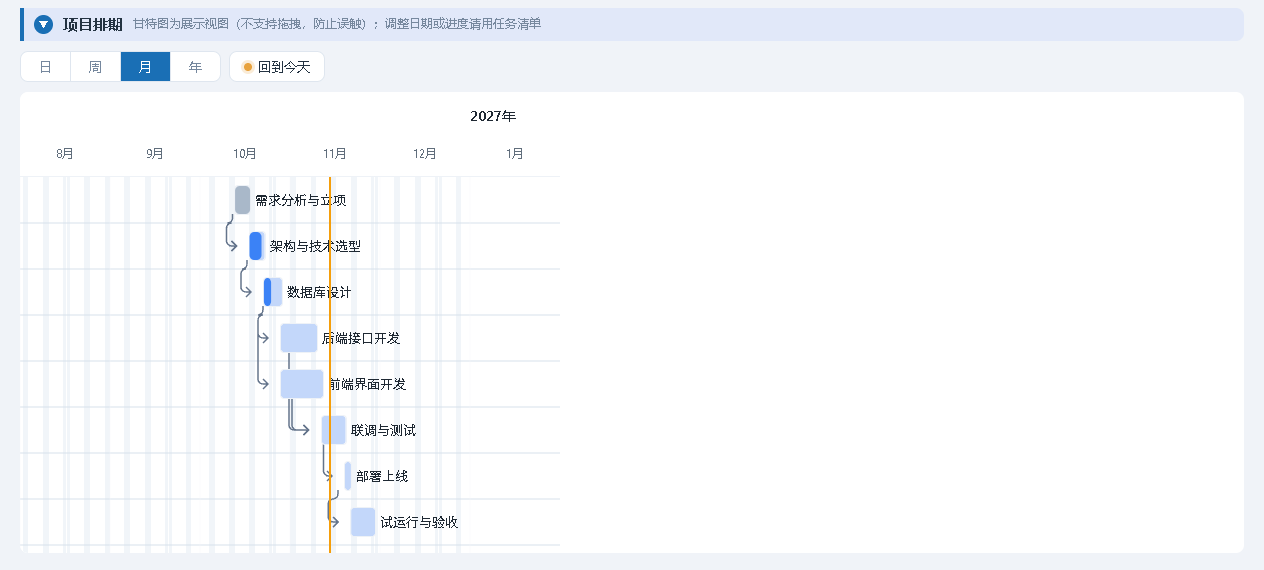 项目排期 甘特图为展示视图（不支持拖拽，防止误触）；调整日期或进度请用任务清单
日 周 月 年 回到今天
2027年
8月 9月 10月 11月 12月 1月
需求分析与立项
架构与技术选型
数据库设计
后端接口开发
前端界面开发
联调与测试
部署上线
试运行与验收